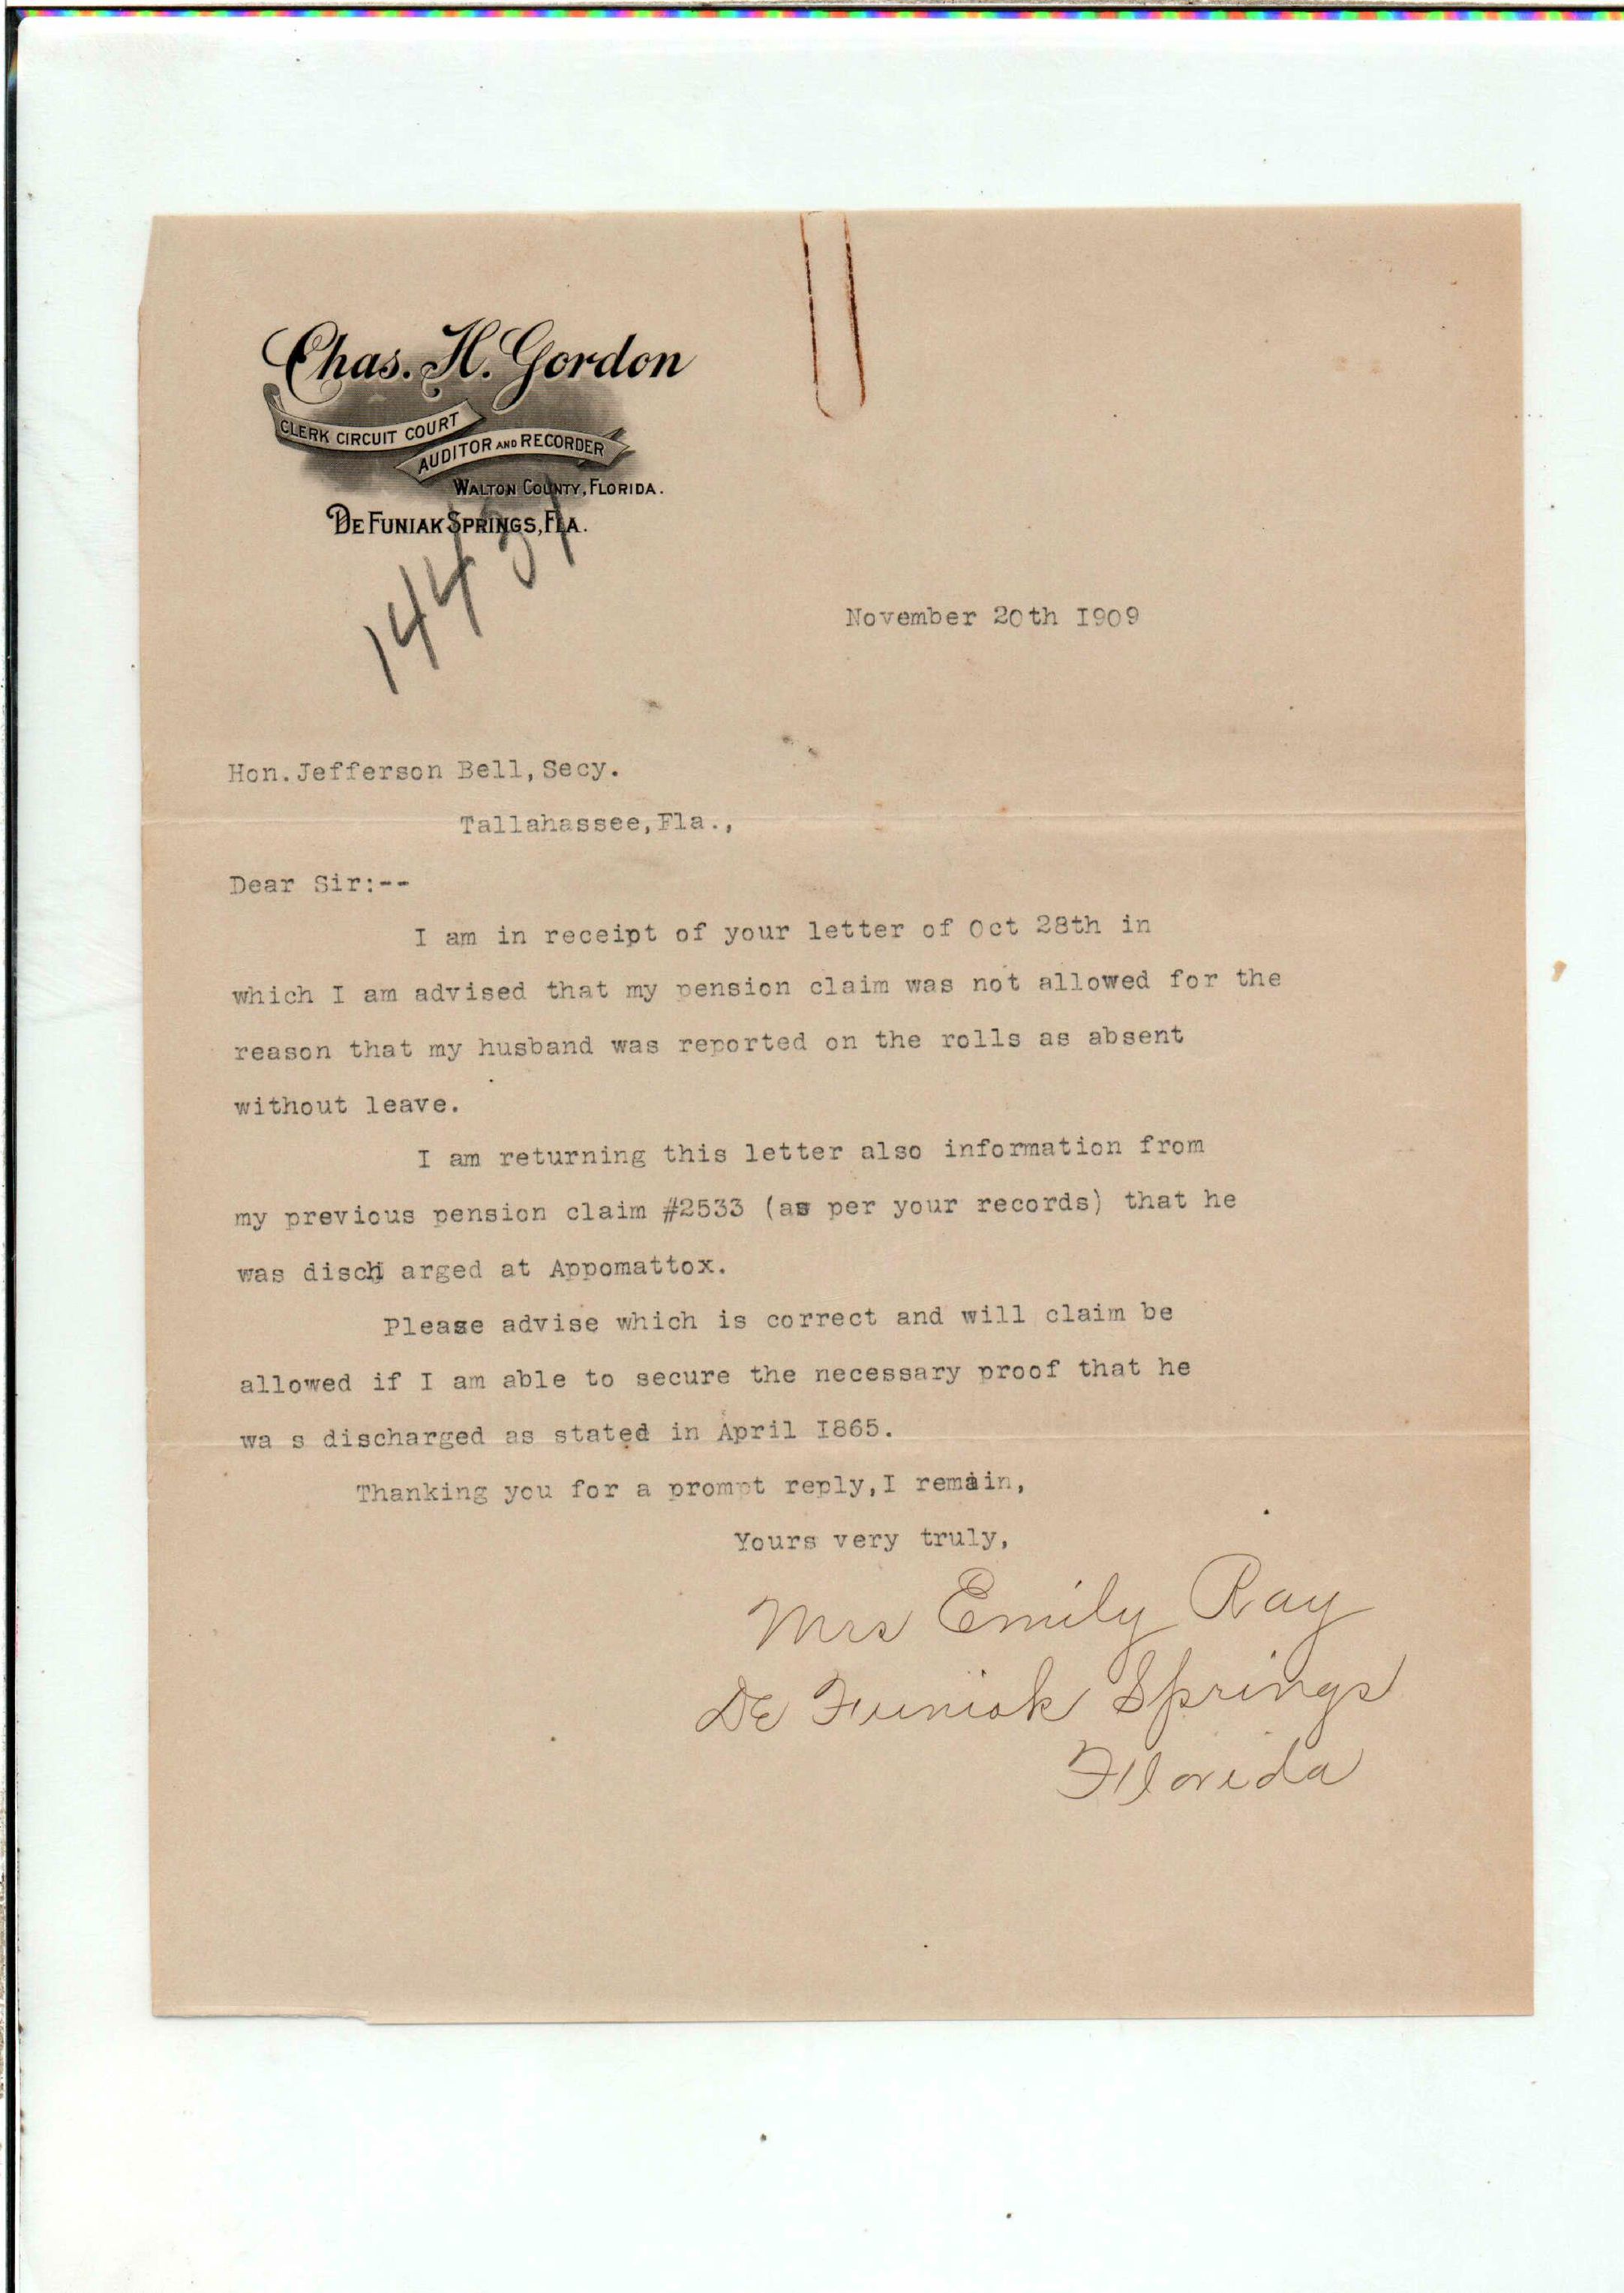 Chas. H. Gordon
CLERK CIRCUIT COURT
AUDITOR AND RECORDER
WALTON COUNTY, FLORIDA.
DE FUNIAK SPRINGS, FLA.
November 20th I909
Hon.Jefferson Bell,Secy.
Tallahassee,Fla.,
Dear Sir:--
I am in receipt of your letter of Oct 28th in
which I am advised that my pension claim was not allowed for the
reason that my husband was reported on the rolls as absent
without leave.
I am returning this letter also information from
my previous pension claim #2533 (as per your records) that he
was disch arged at Appomattox.
Please advise which is correct and will claim be
allowed if I am able to secure the necessary proof that he
wa s discharged as stated in April I865.
Thanking you for a prompt reply,I remain,
Yours very truly,
Mrs Emily Ray
De Funiak Springs
Florida